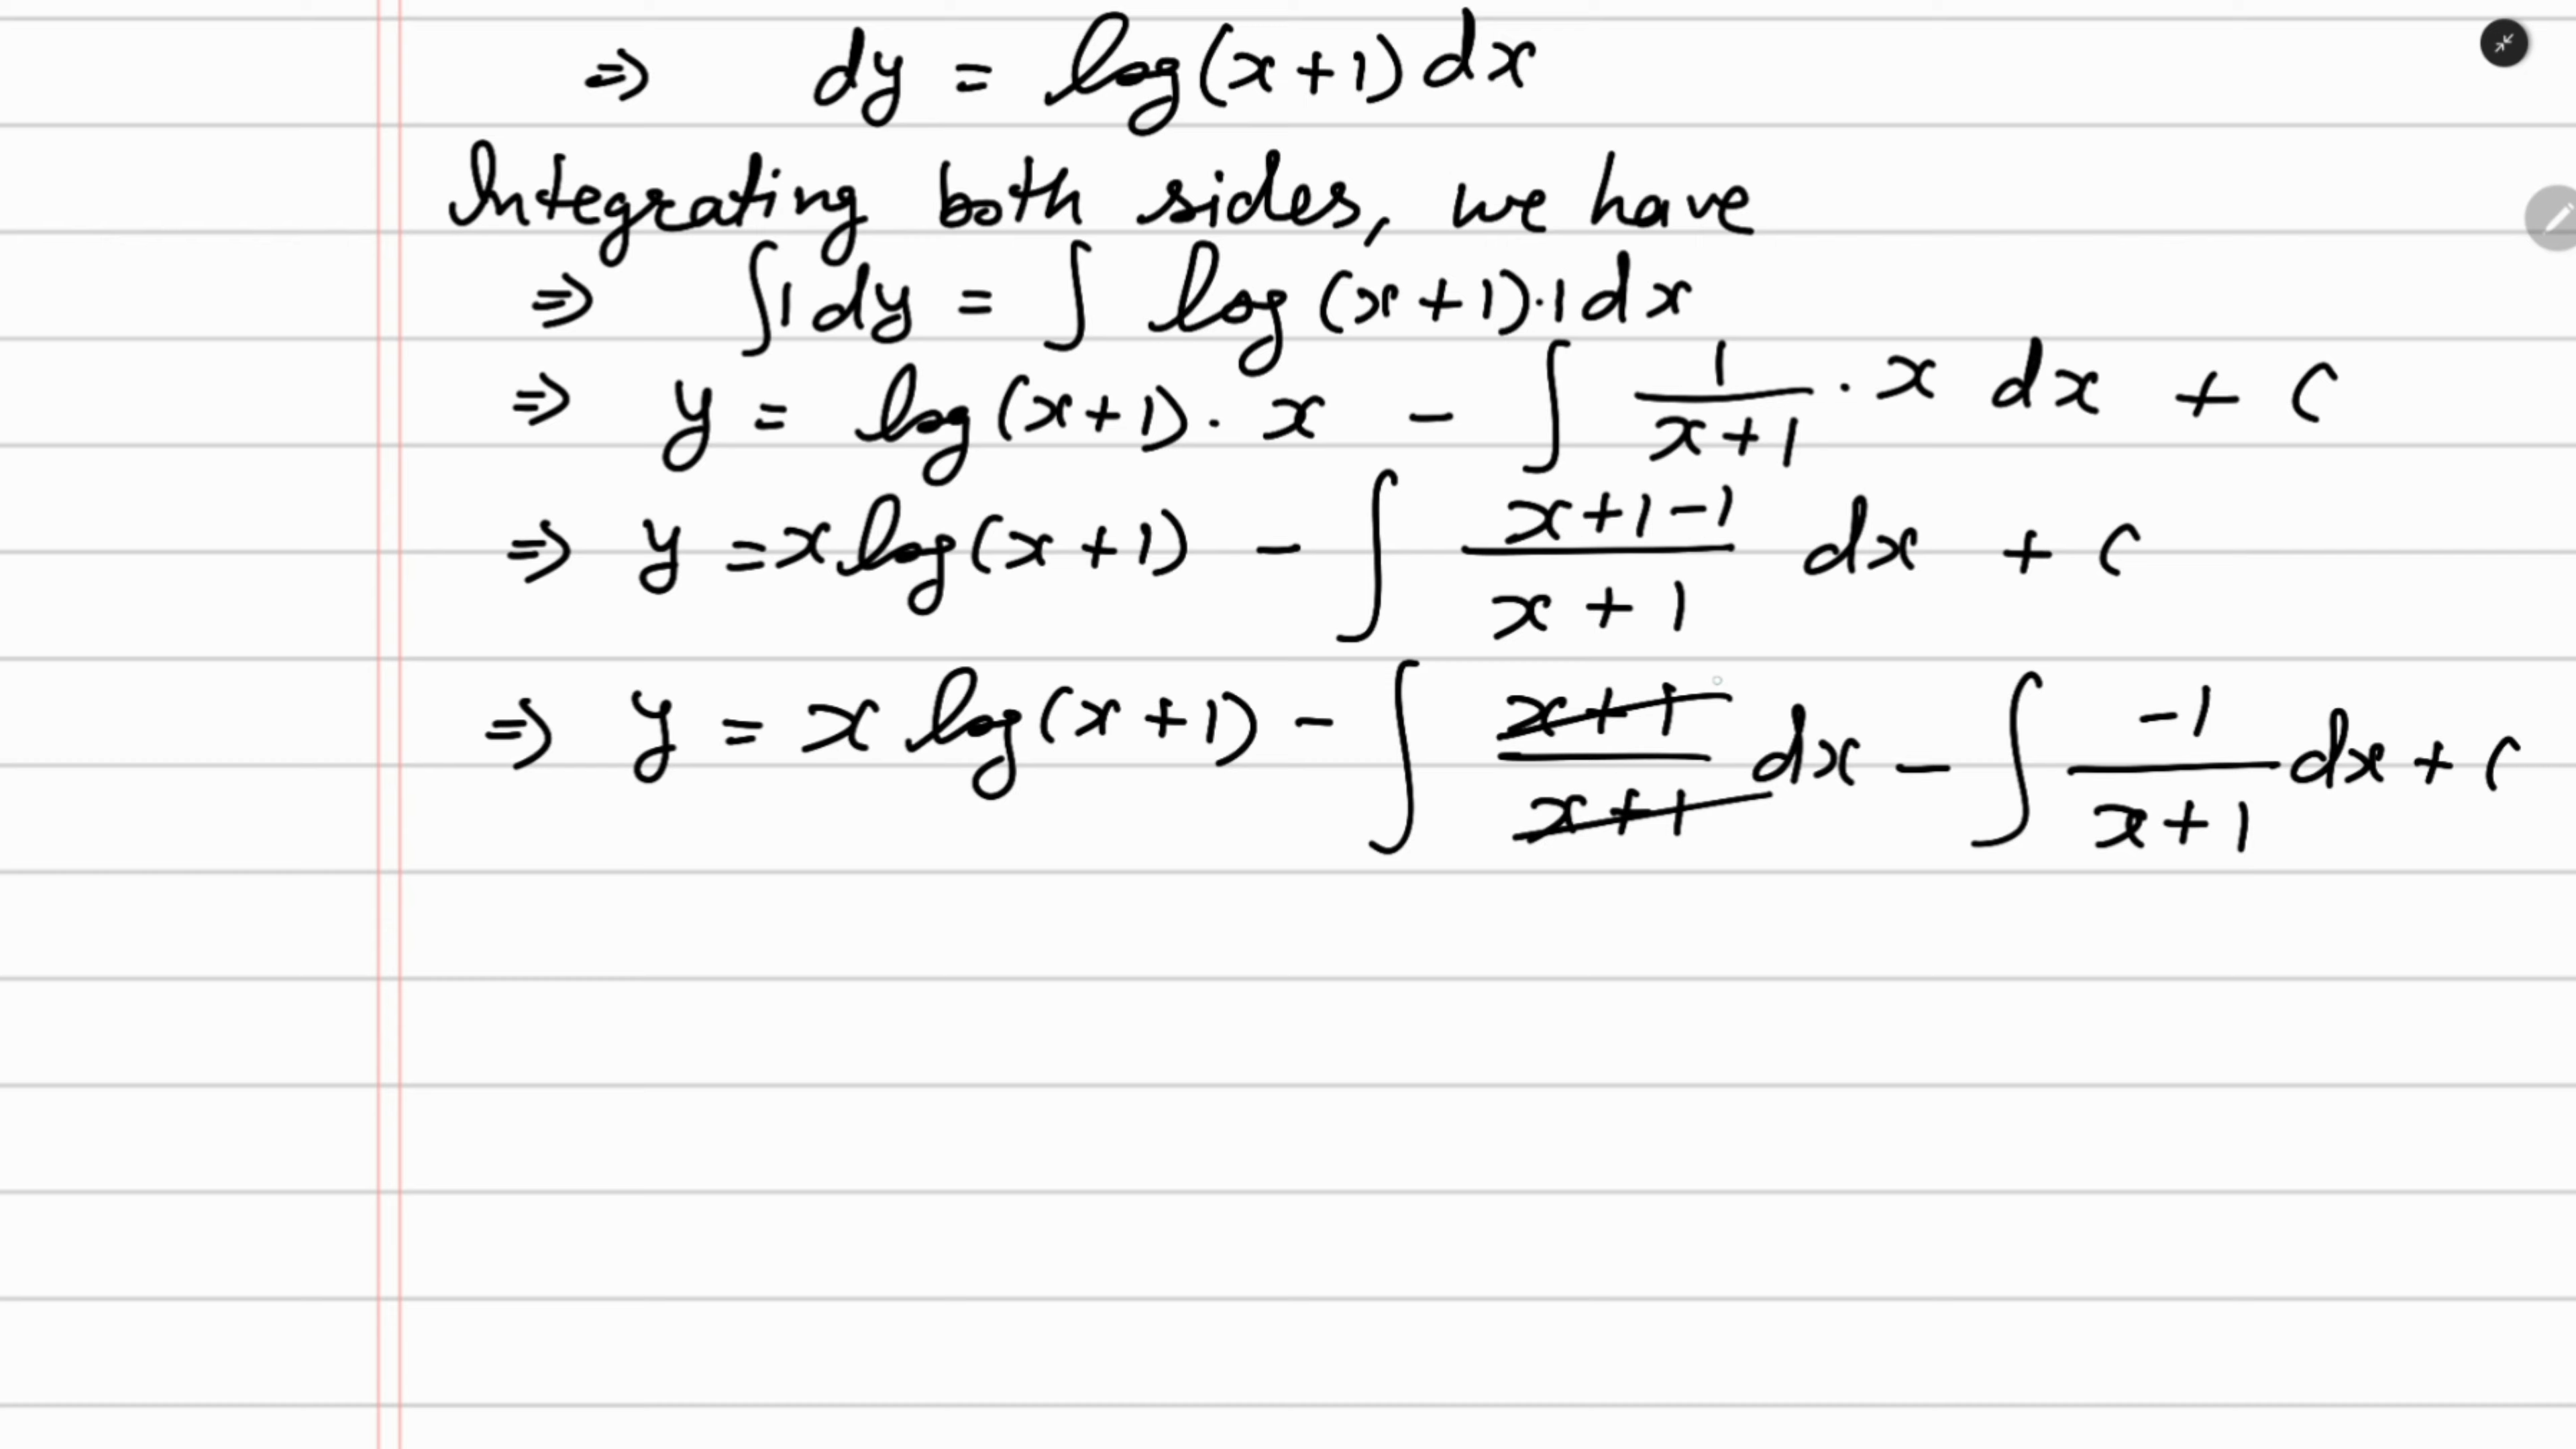 ⇒ dy = log(x+1) dx
Integrating both sides, we have
⇒ ∫1 dy = ∫ log (x+1)·1 dx
⇒ y = log(x+1) · x − ∫ 1/(x+1) · x dx + C
⇒ y = x log(x+1) − ∫ (x+1−1)/(x+1) dx + C
⇒ y = x log(x+1) − ∫ (x+1)/(x+1) dx − ∫ −1/(x+1) dx + C